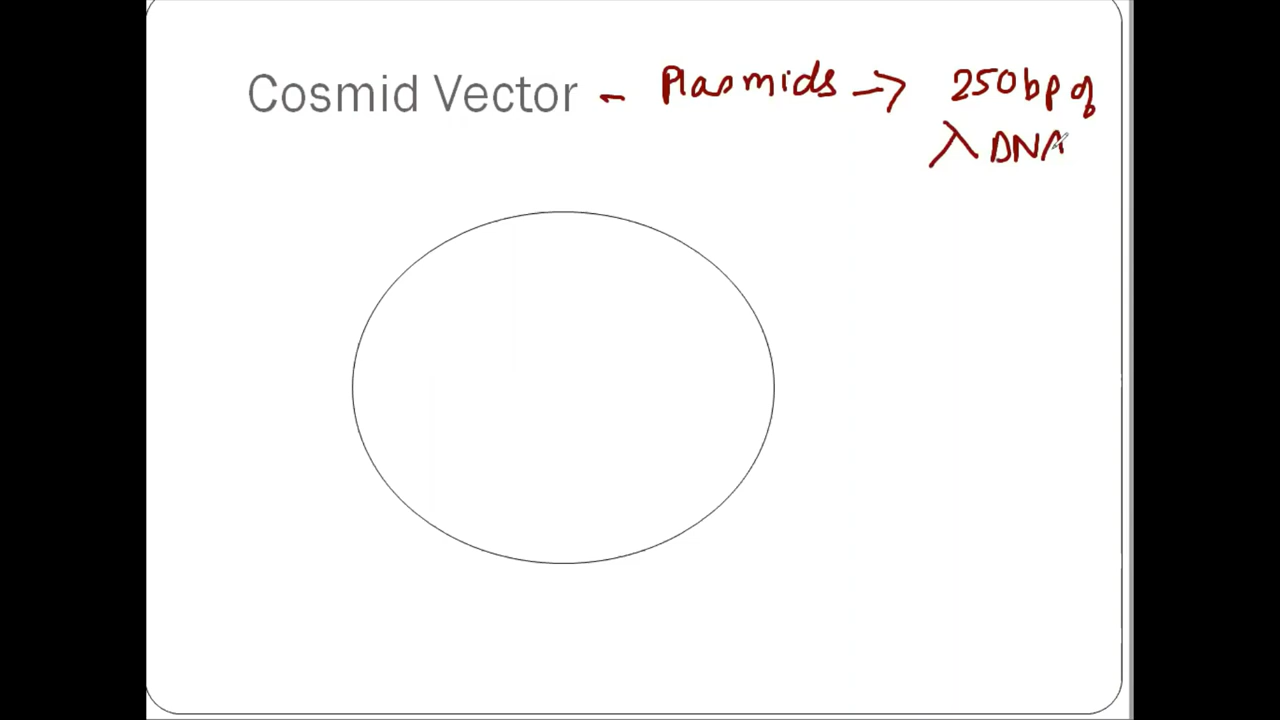 Cosmid Vector - Plasmids → 250bp of
λ DNA